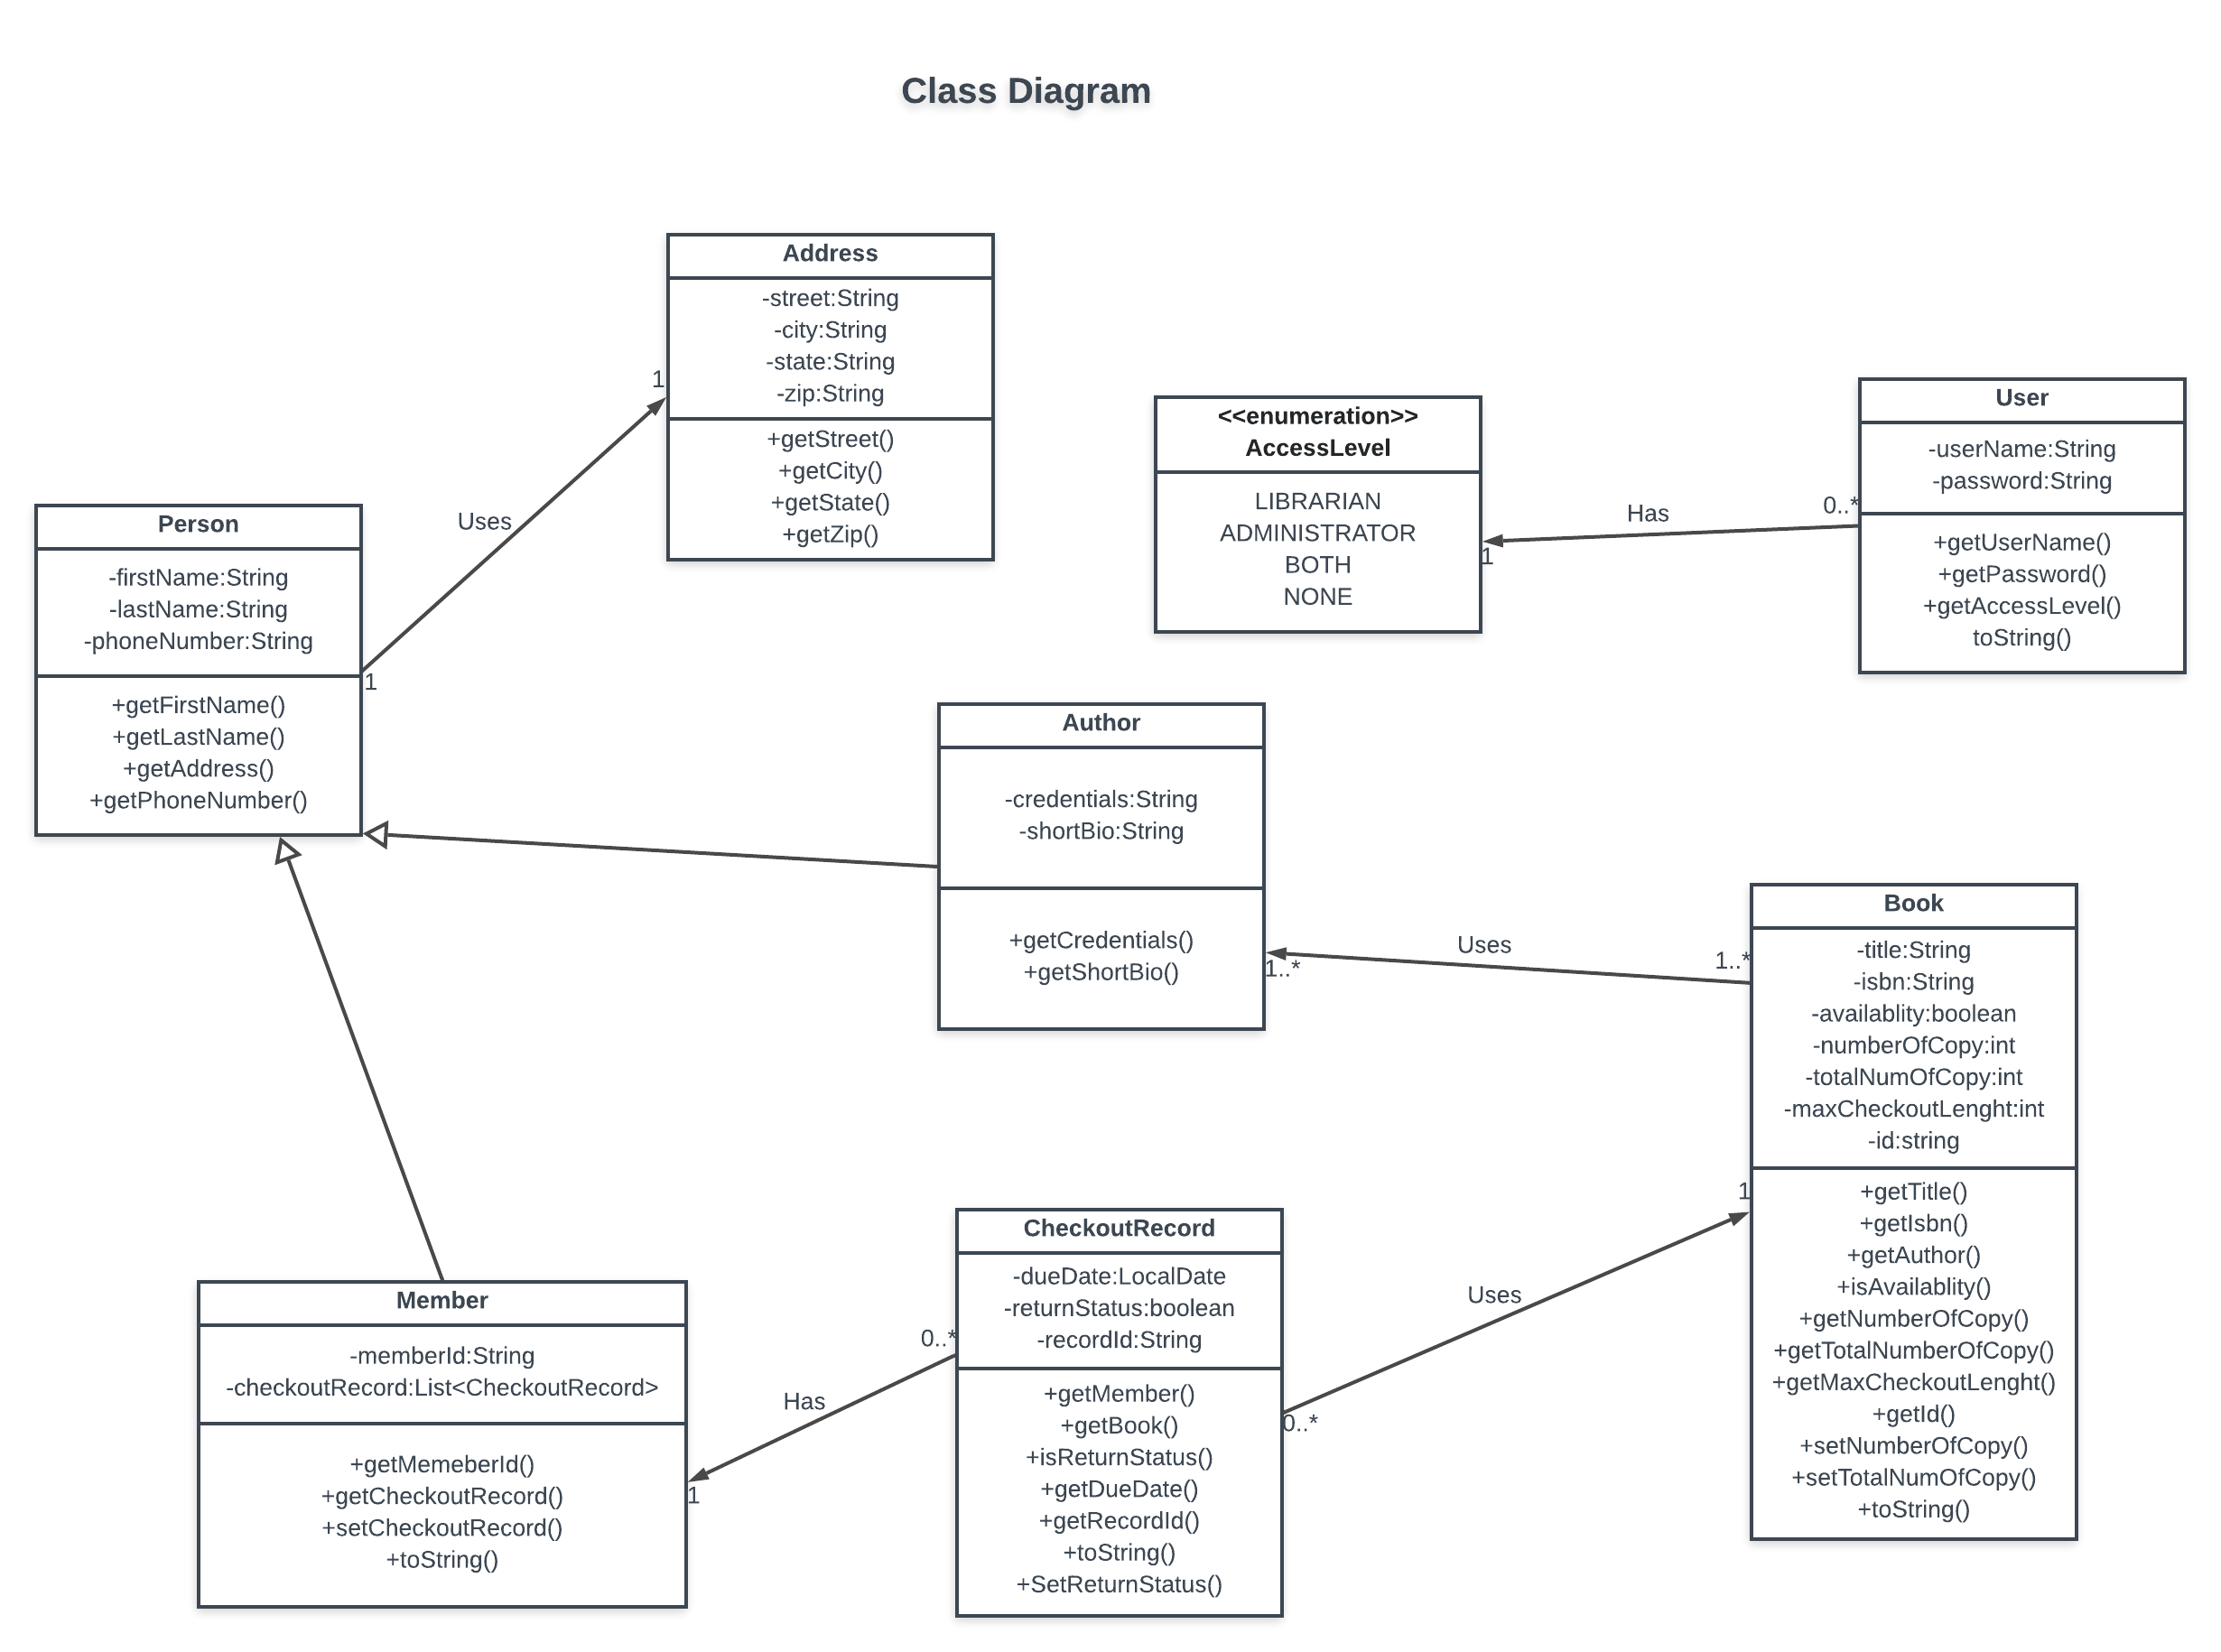 Class Diagram
Address
-street:String
-city:String
-state:String
-zip:String
+getStreet()
+getCity()
+getState()
+getZip()
1
Uses
1
Person
-firstName:String
-lastName:String
-phoneNumber:String
+getFirstName()
+getLastName()
+getAddress()
+getPhoneNumber()
<<enumeration>>
AccessLevel
LIBRARIAN
ADMINISTRATOR
BOTH
NONE
1
Has
0..*
User
-userName:String
-password:String
+getUserName()
+getPassword()
+getAccessLevel()
toString()
Author
-credentials:String
-shortBio:String
+getCredentials()
+getShortBio()
1..*
Uses
1..*
Book
-title:String
-isbn:String
-availablity:boolean
-numberOfCopy:int
-totalNumOfCopy:int
-maxCheckoutLenght:int
-id:string
+getTitle()
+getIsbn()
+getAuthor()
+isAvailablity()
+getNumberOfCopy()
+getTotalNumberOfCopy()
+getMaxCheckoutLenght()
+getId()
+setNumberOfCopy()
+setTotalNumOfCopy()
+toString()
1
Uses
0..*
CheckoutRecord
-dueDate:LocalDate
-returnStatus:boolean
-recordId:String
+getMember()
+getBook()
+isReturnStatus()
+getDueDate()
+getRecordId()
+toString()
+SetReturnStatus()
0..*
Has
1
Member
-memberId:String
-checkoutRecord:List<CheckoutRecord>
+getMemeberId()
+getCheckoutRecord()
+setCheckoutRecord()
+toString()